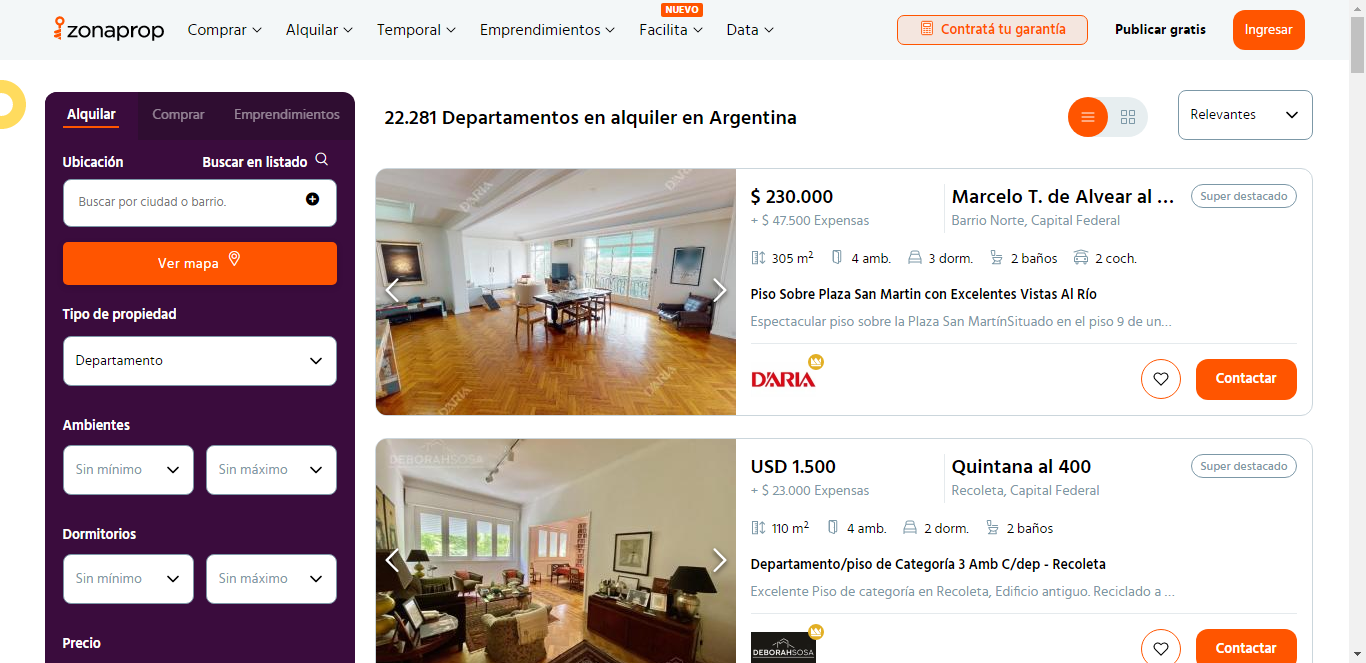 NUEVO
zonaprop Comprar Alquilar Temporal Emprendimientos Facilita Data Contratá tu garantía Publicar gratis Ingresar
Alquilar Comprar Emprendimientos
Ubicación Buscar en listado
Buscar por ciudad o barrio.
Ver mapa
Tipo de propiedad
Departamento
Ambientes
Sin mínimo Sin máximo
Dormitorios
Sin mínimo Sin máximo
Precio
22.281 Departamentos en alquiler en Argentina
Relevantes
DARIA
DARIA
DARIA
DARIA
$ 230.000 Marcelo T. de Alvear al ... Super destacado
+ $ 47.500 Expensas Barrio Norte, Capital Federal
305 m² 4 amb. 3 dorm. 2 baños 2 coch.
Piso Sobre Plaza San Martin con Excelentes Vistas Al Río
Espectacular piso sobre la Plaza San MartínSituado en el piso 9 de un...
D'ARIA
Contactar
DEBORAHSOSA
USD 1.500 Quintana al 400 Super destacado
+ $ 23.000 Expensas Recoleta, Capital Federal
110 m² 4 amb. 2 dorm. 2 baños
Departamento/piso de Categoría 3 Amb C/dep - Recoleta
Excelente Piso de categoría en Recoleta, Edificio antiguo. Reciclado a ...
DEBORAHSOSA
Contactar